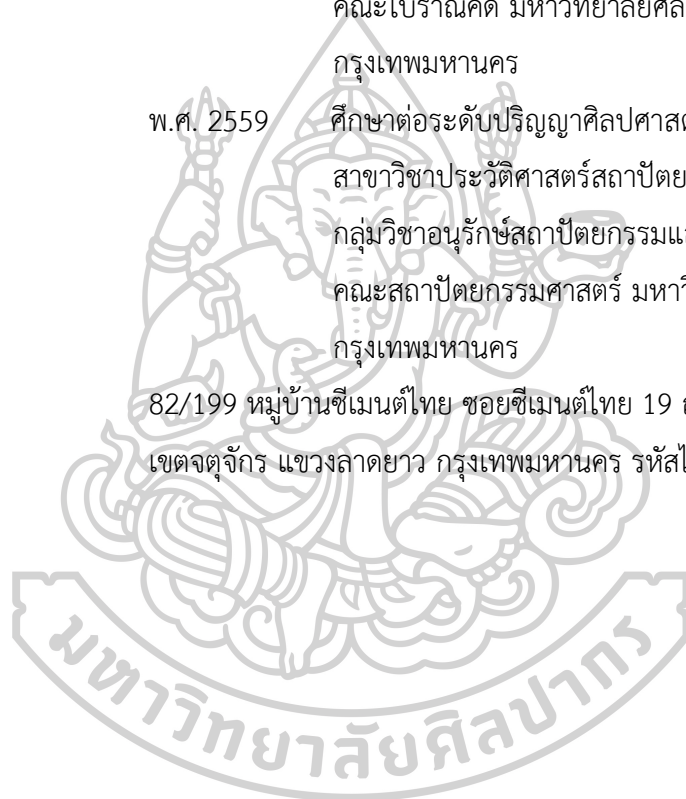 คณะโบราณคดี มหาวิทยาลัยศิล
กรุงเทพมหานคร
พ.ศ. 2559 ศึกษาต่อระดับปริญญาศิลปศาสต
สาขาวิชาประวัติศาสตร์สถาปัตย
กลุ่มวิชาอนุรักษ์สถาปัตยกรรมแ
คณะสถาปัตยกรรมศาสตร์ มหาวิ
กรุงเทพมหานคร
82/199 หมู่บ้านซีเมนต์ไทย ซอยซีเมนต์ไทย 19 ถ
เขตจตุจักร แขวงลาดยาว กรุงเทพมหานคร รหัสไ
มหาวิทยาลัยศิลปากร